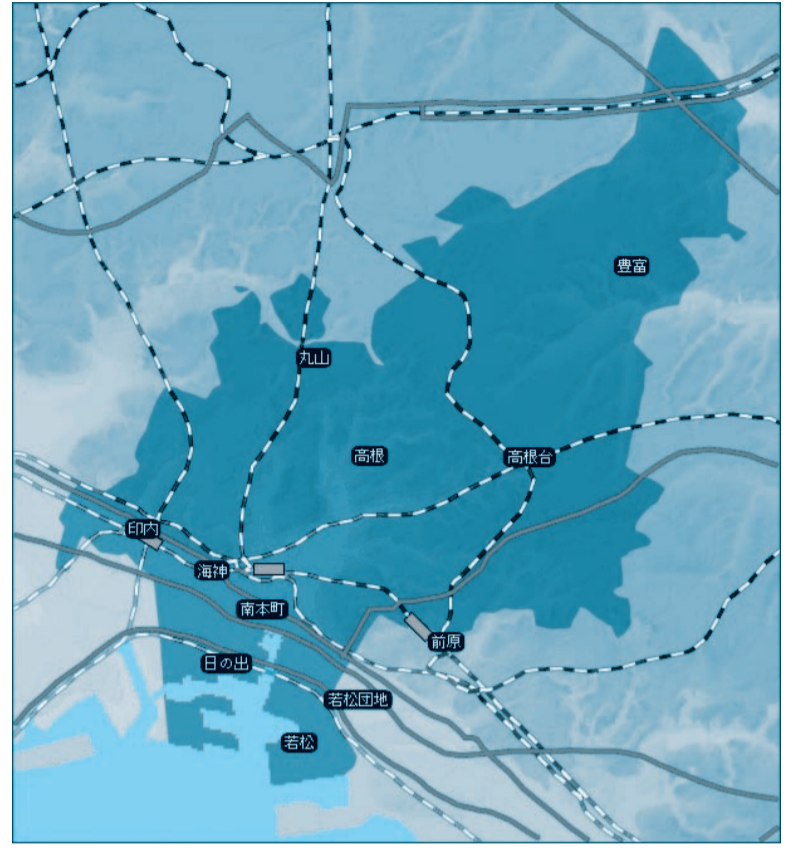 豊富
丸山
高根
高根台
印内
海神
南本町
前原
日の出
若松団地
若松